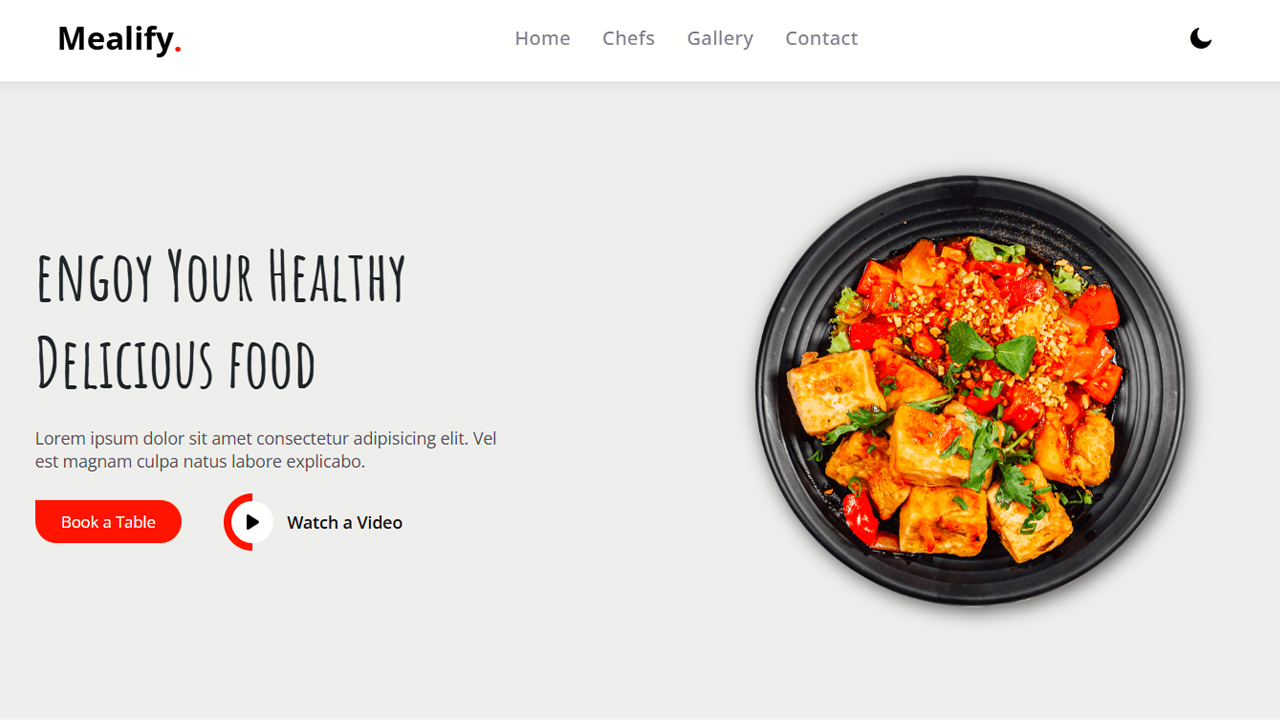 Mealify.
Home Chefs Gallery Contact
engoy Your Healthy
Delicious food
Lorem ipsum dolor sit amet consectetur adipisicing elit. Vel
est magnam culpa natus labore explicabo.
Book a Table
Watch a Video